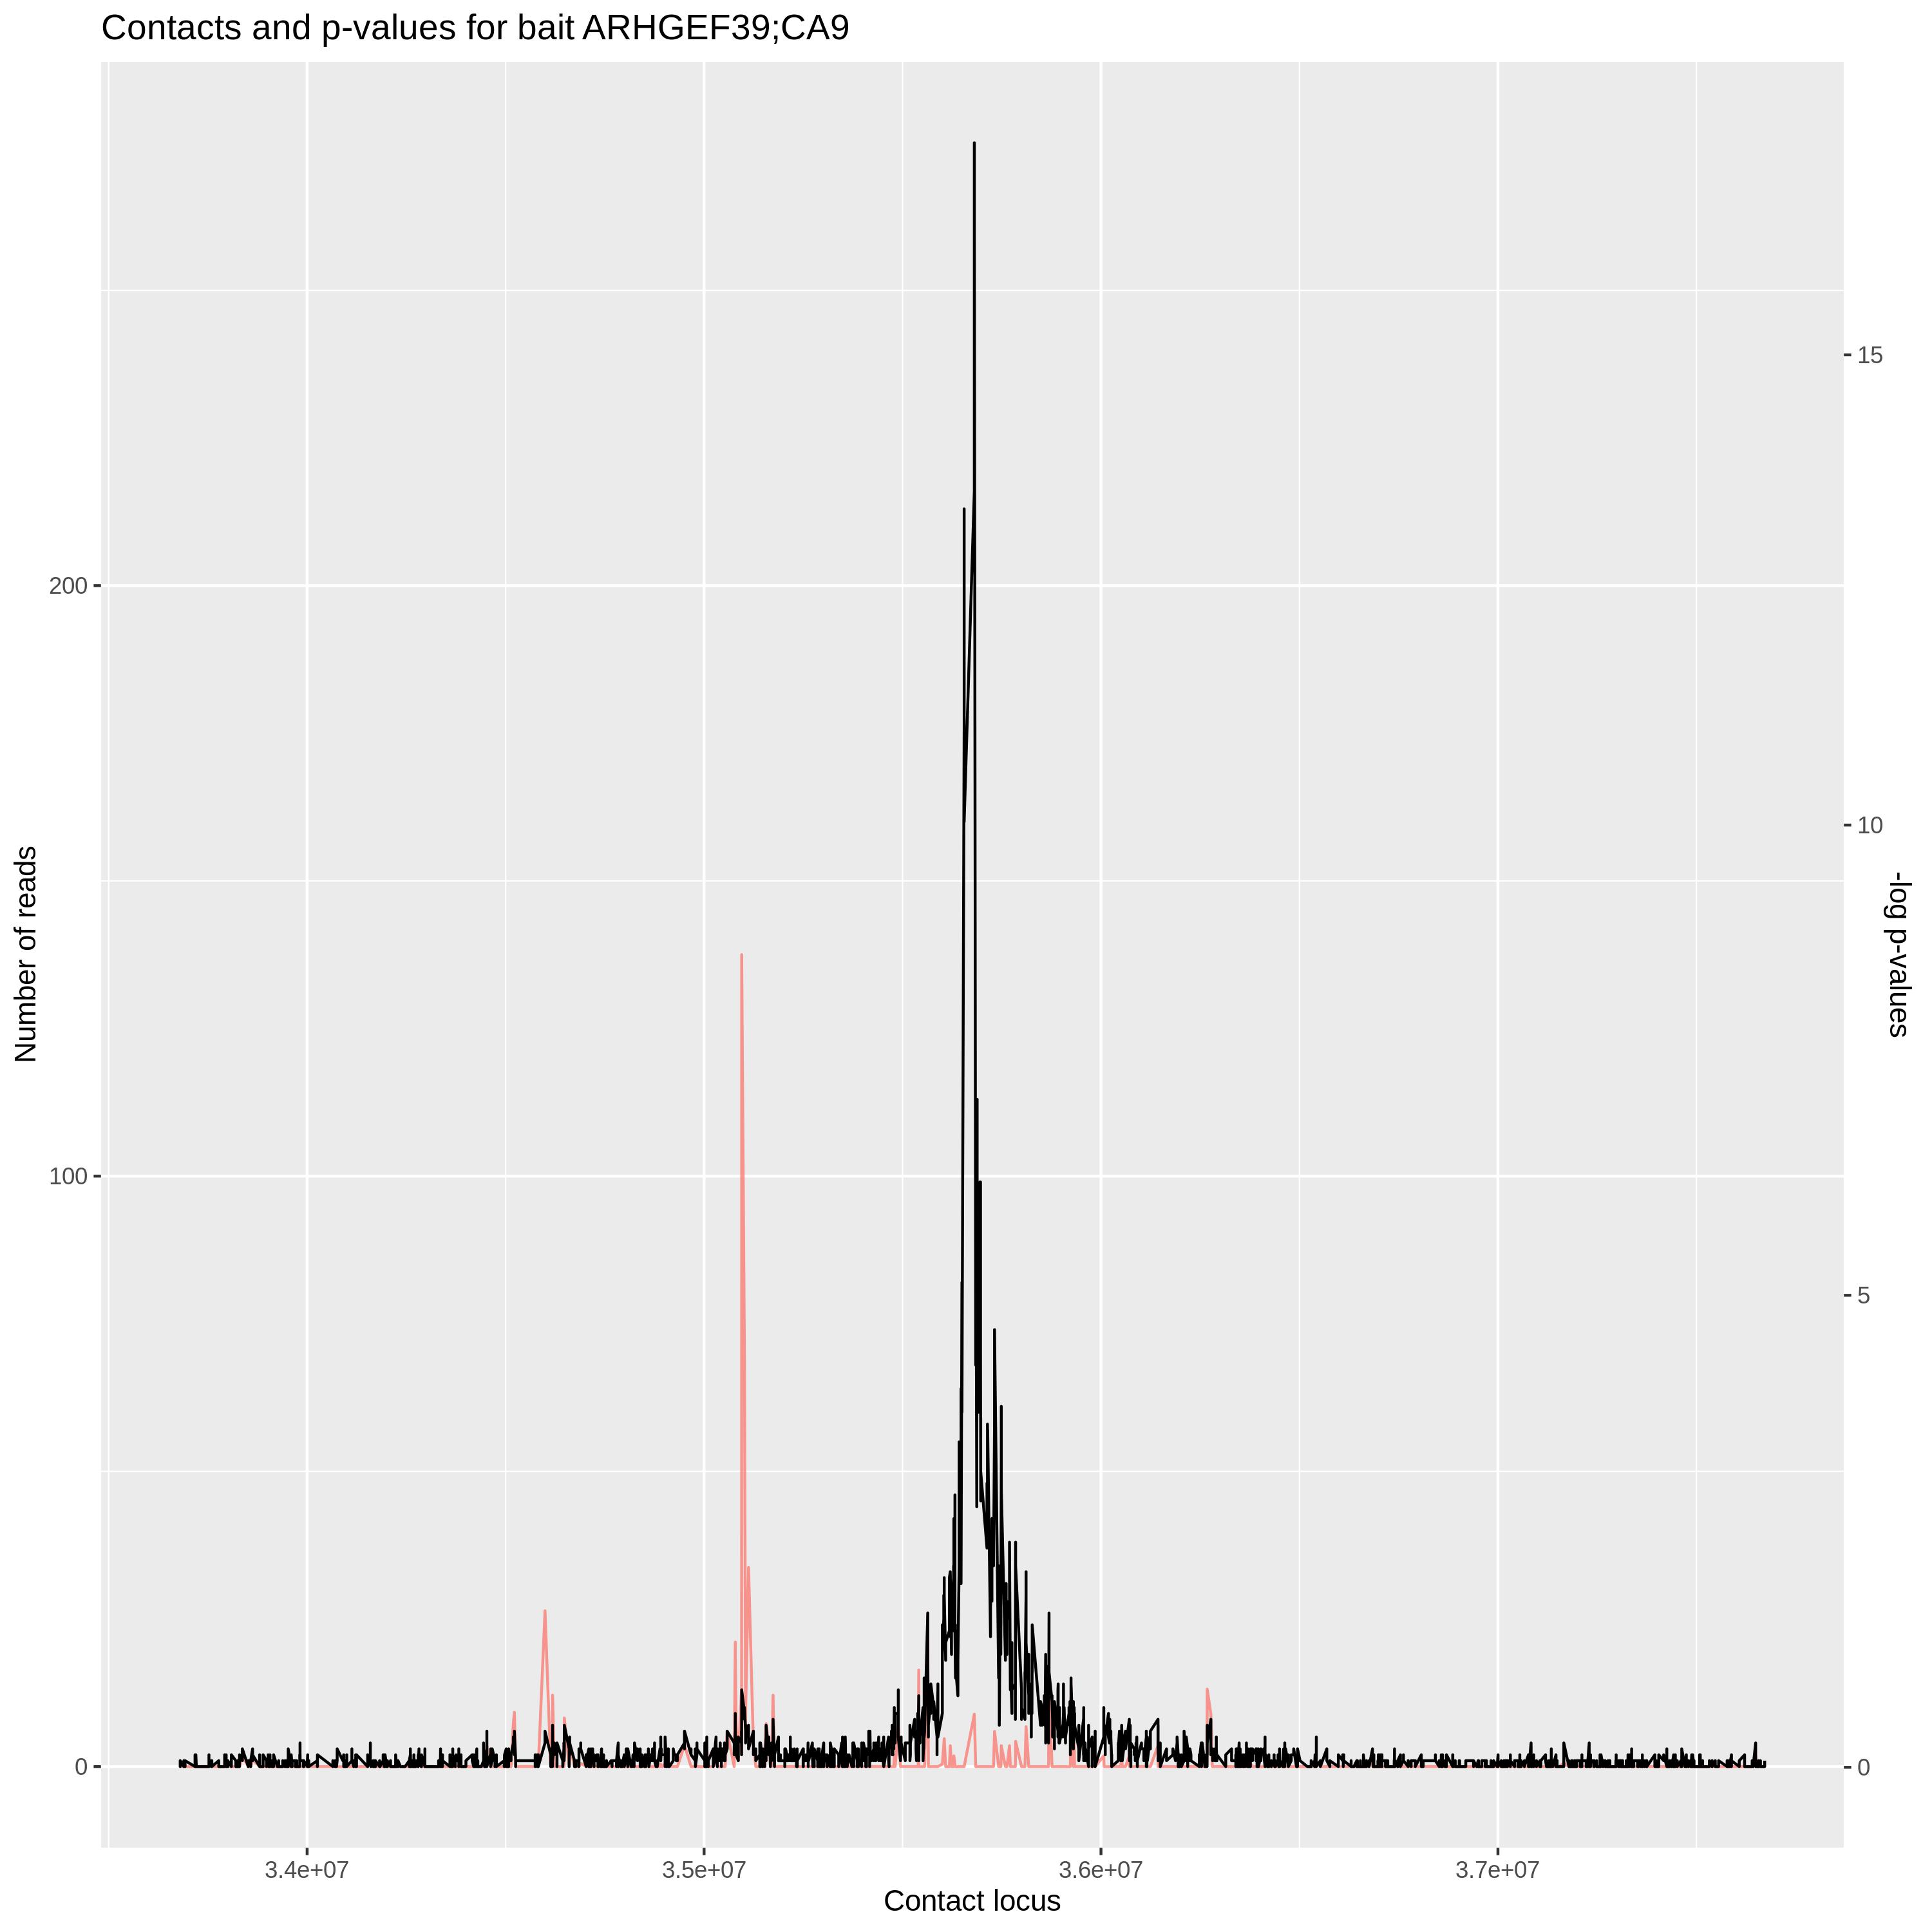 Contacts and p-values for bait ARHGEF39;CA9
200
100
0
Number of reads
15
10
5
0
-log p-values
3.4e+07
3.5e+07
3.6e+07
3.7e+07
Contact locus